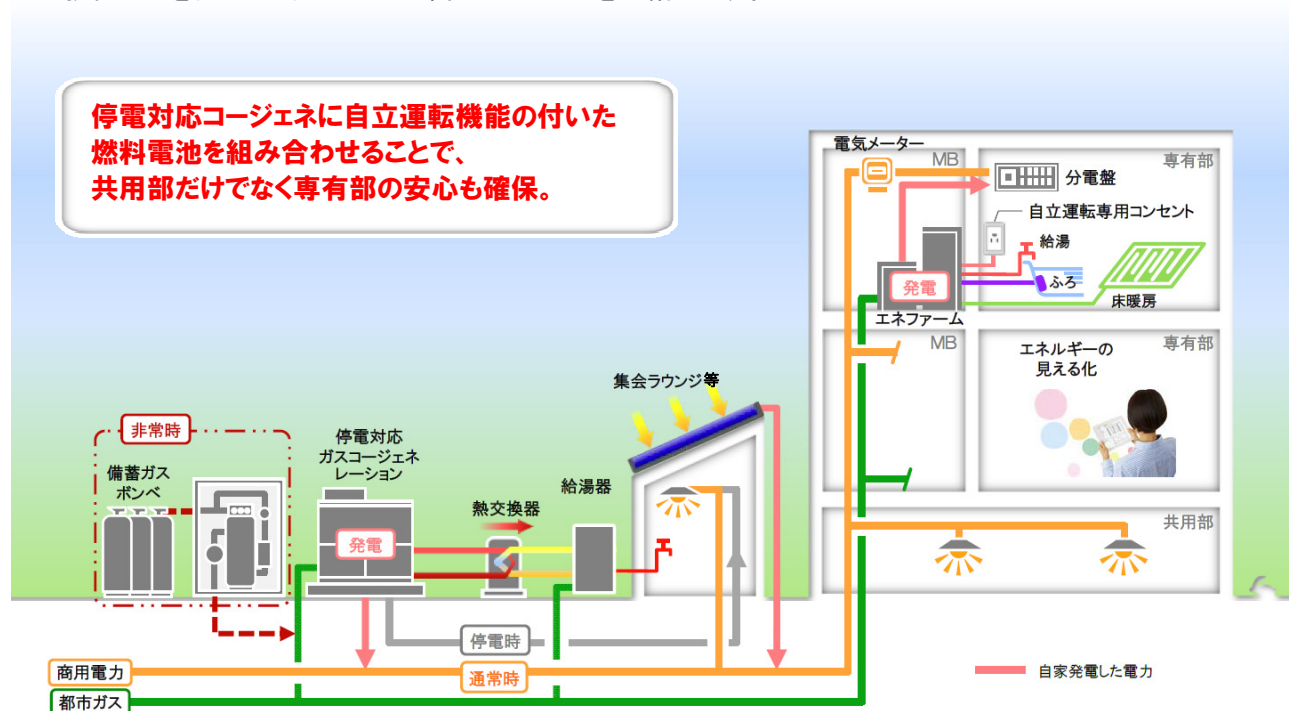 停電対応コージェネに自立運転機能の付いた
燃料電池を組み合わせることで、
共用部だけでなく専有部の安心も確保。
電気メーター
MB
専有部
分電盤
自立運転専用コンセント
給湯
ふろ
床暖房
発電
エネファーム
MB
専有部
エネルギーの
見える化
集会ラウンジ等
非常時
備蓄ガス
ボンベ
停電対応
ガスコージェネ
レーション
発電
熱交換器
給湯器
共用部
停電時
商用電力
通常時
自家発電した電力
都市ガス